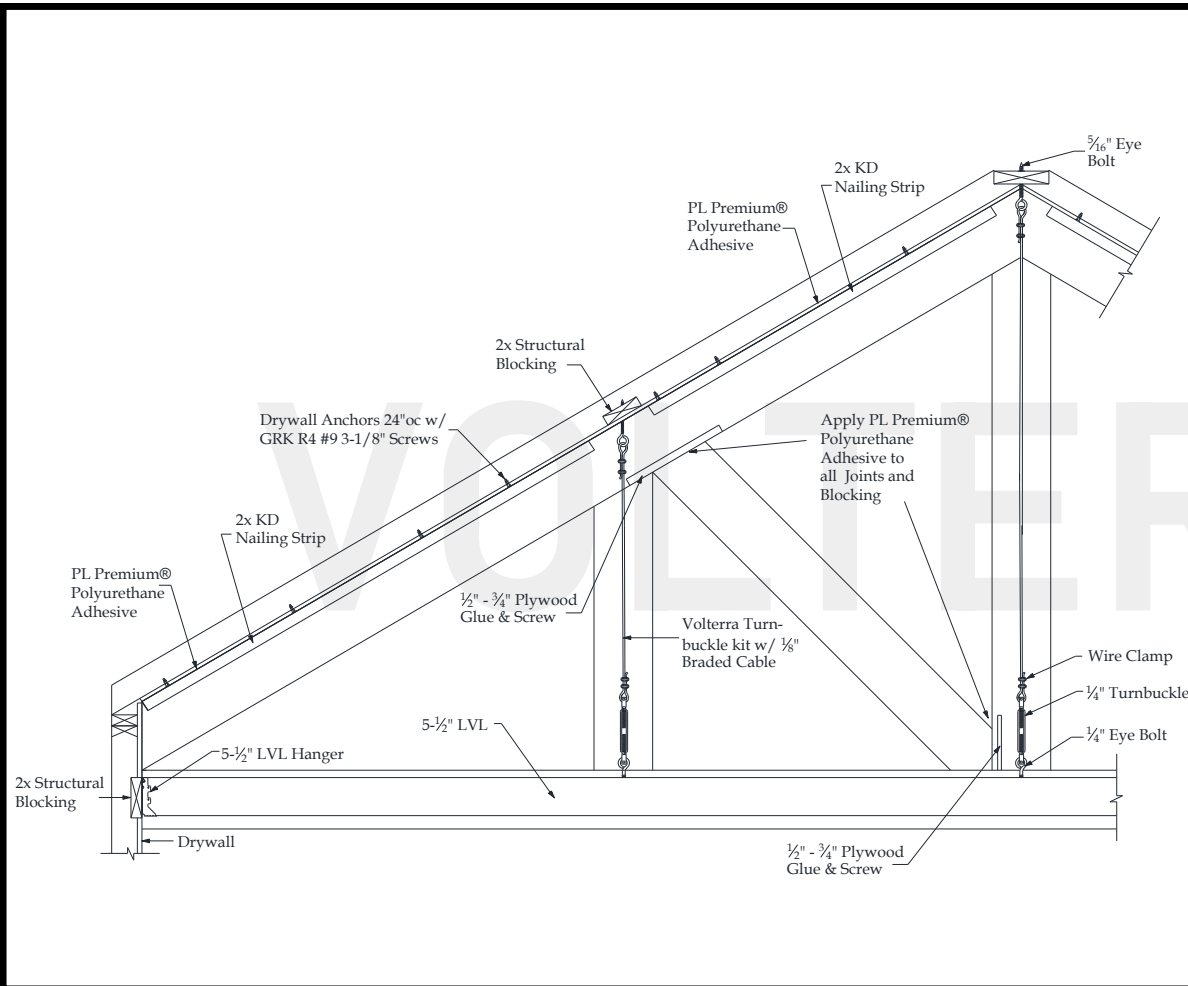 5⁄16" Eye
Bolt
2x KD
Nailing Strip
PL Premium®
Polyurethane
Adhesive
2x Structural
Blocking
Drywall Anchors 24"oc w/
GRK R4 #9 3-1/8" Screws
Apply PL Premium®
Polyurethane
Adhesive to
all Joints and
Blocking
2x KD
Nailing Strip
PL Premium®
Polyurethane
Adhesive
½" - ¾" Plywood
Glue & Screw
Volterra Turn-
buckle kit w/ ⅛"
Braded Cable
Wire Clamp
¼" Turnbuckle
¼" Eye Bolt
5-½" LVL
5-½" LVL Hanger
2x Structural
Blocking
Drywall
½" - ¾" Plywood
Glue & Screw
VOLTER